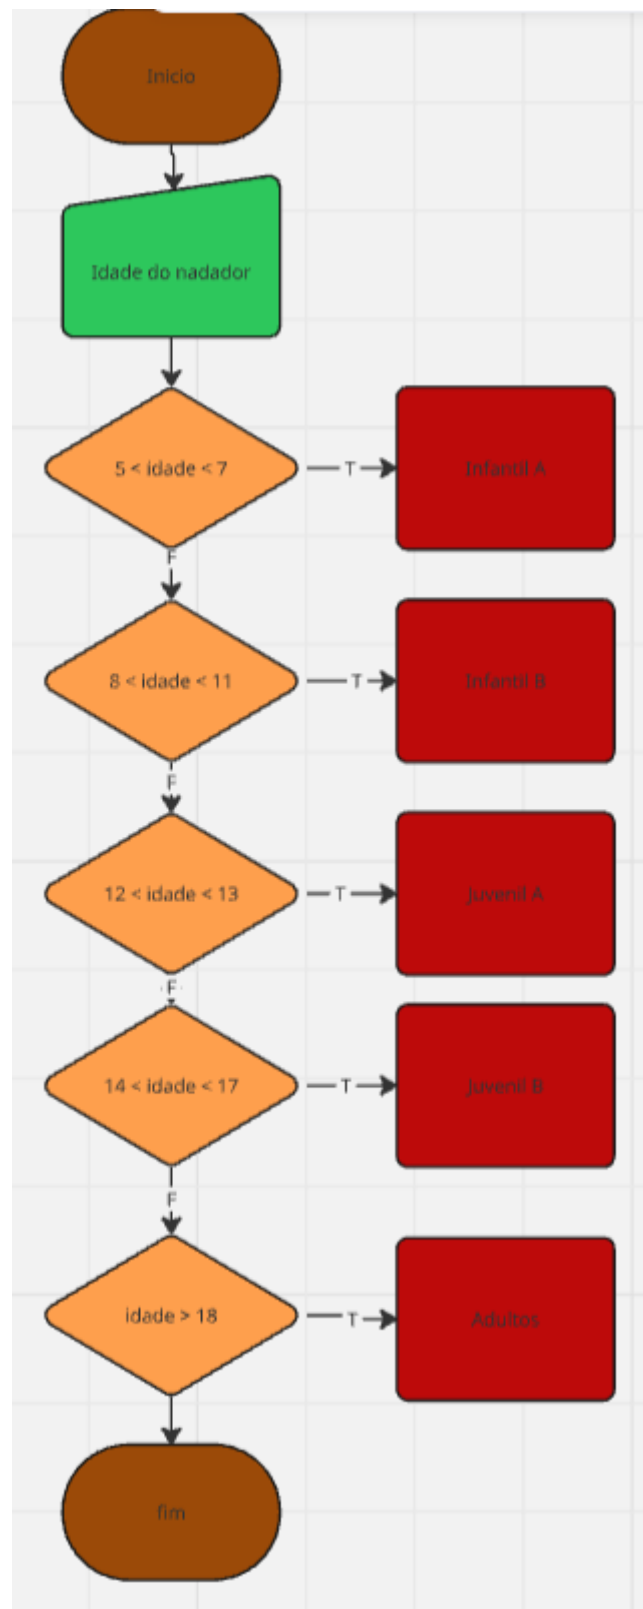 Inicio
Idade do nadador
5 < idade < 7
T
Infantil A
F
8 < idade < 11
T
Infantil B
F
12 < idade < 13
T
Juvenil A
F
14 < idade < 17
T
Juvenil B
F
idade > 18
T
Adultos
fim